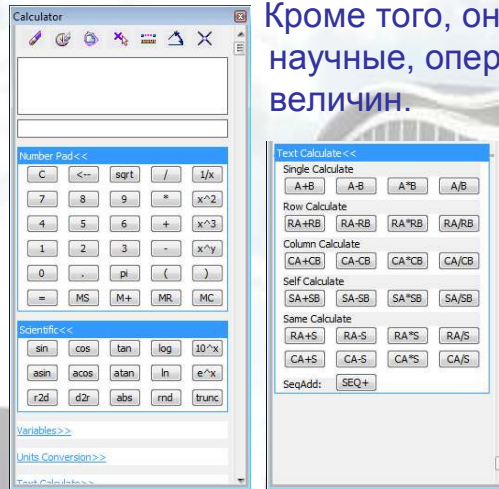 Calculator
Кроме того, он
научные, опер
величин.
Number Pad<<
C <-- sqrt / 1/x
7 8 9 * x^2
4 5 6 + x^3
1 2 3 - x^y
0 . pi ( )
= MS M+ MR MC
Scientific<<
sin cos tan log 10^x
asin acos atan ln e^x
r2d d2r abs rnd trunc
Variables>>
Units Conversion>>
Text Calculate>>
Text Calculate<<
Single Calculate
A+B A-B A*B A/B
Row Calculate
RA+RB RA-RB RA*RB RA/RB
Column Calculate
CA+CB CA-CB CA*CB CA/CB
Self Calculate
SA+SB SA-SB SA*SB SA/SB
Same Calculate
RA+S RA-S RA*S RA/S
CA+S CA-S CA*S CA/S
SeqAdd: SEQ+